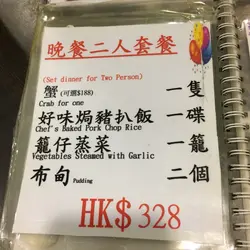 晚餐二人套餐
(Set dinner for Two Person)
蟹(可選$188) 一隻
Crab for one
好味焗豬扒飯 一碟
Chef's Baked Pork Chop Rice
籠仔蒸菜 一籠
Vegetables Steamed with Garlic
布甸 Pudding 二個
HK$ 328